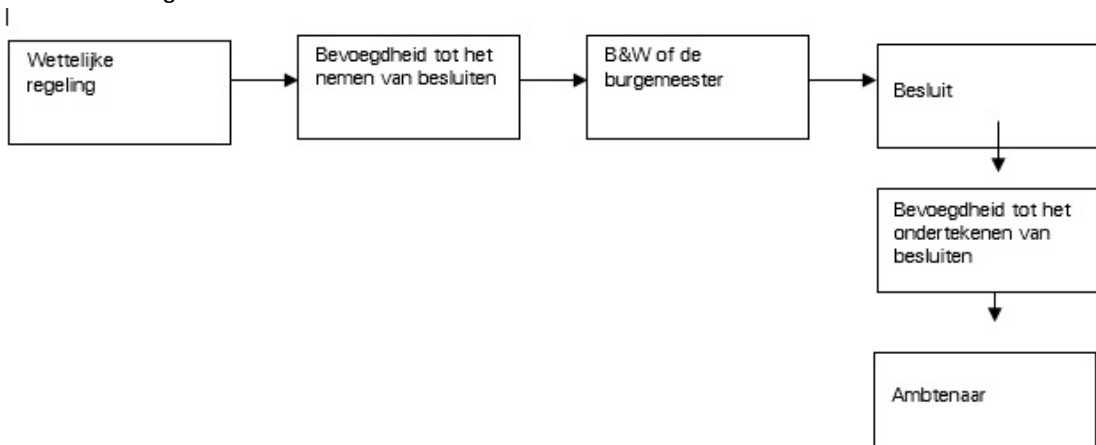 Wettelijke
regeling
Bevoegdheid tot het
nemen van besluiten
B&W of de
burgemeester
Besluit
Bevoegdheid tot het
ondertekenen van
besluiten
Ambtenaar